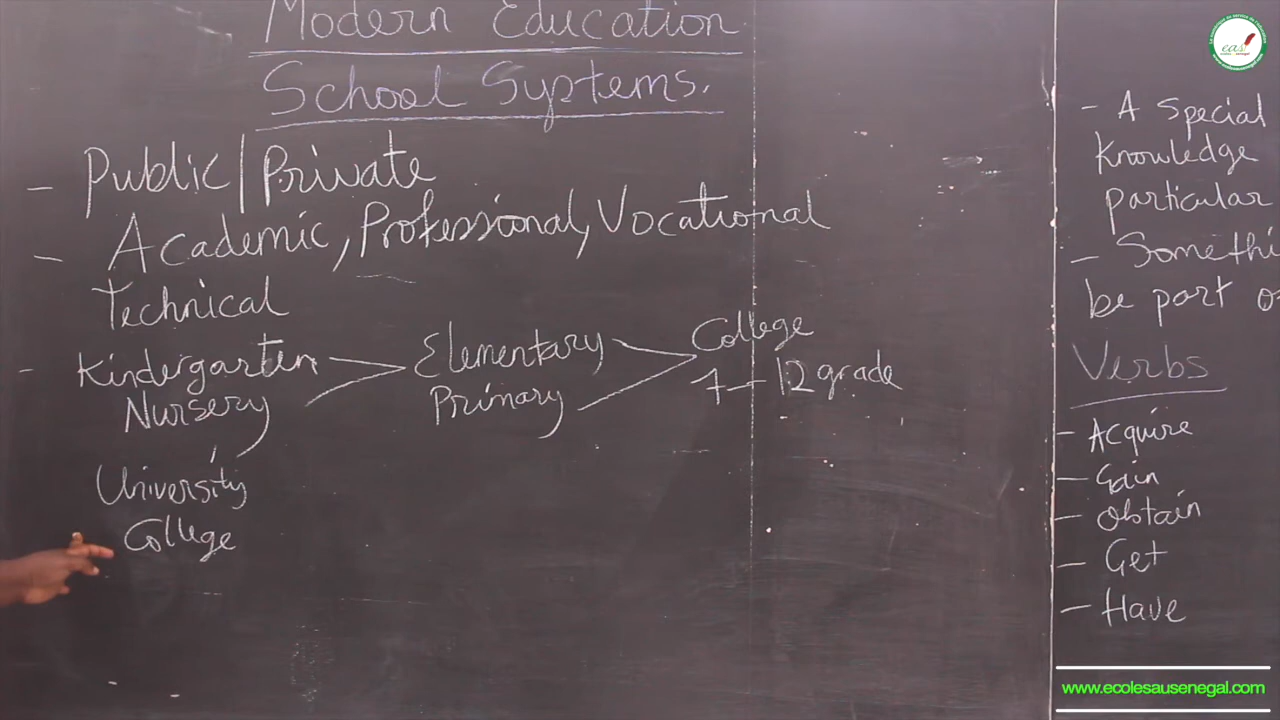 Modern Education
School Systems.
- Public / Private
- Academic, Professional, Vocational
Technical
- Kindergarten
Nursery
Elementary
Primary
College
7 - 12 grade
University
College
- A special
Knowledge
particular
- Somethi
be part o
Verbs
- Acquire
- Gain
- Obtain
- Get
- Have
eas
www.ecolesausenegal.com